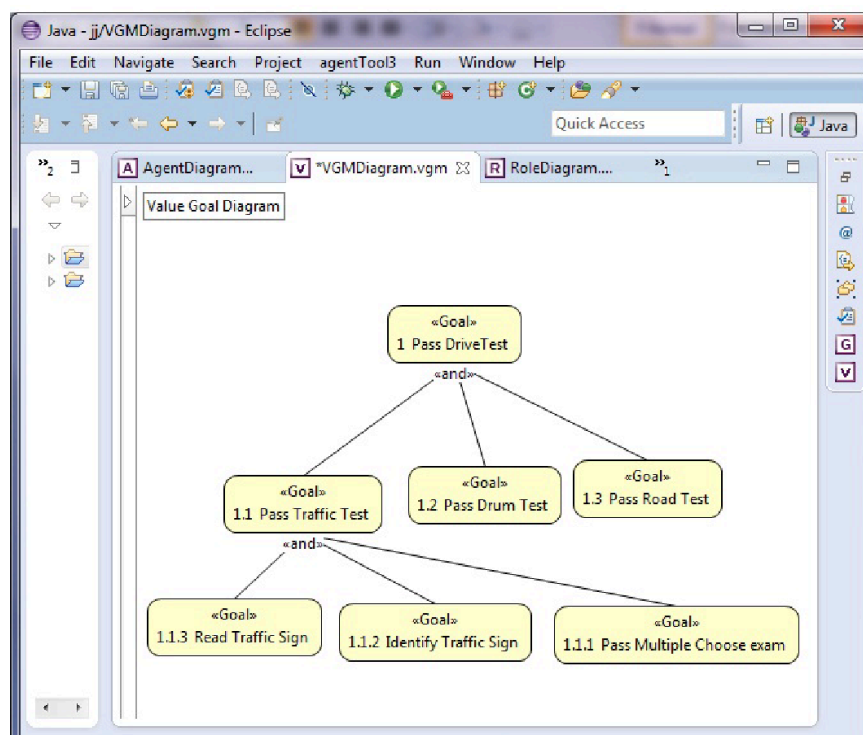 Java - jj/VGMDiagram.vgm - Eclipse
File Edit Navigate Search Project agentTool3 Run Window Help
Quick Access
Java
»2
AgentDiagram...
*VGMDiagram.vgm
RoleDiagram....
»1
Value Goal Diagram
«Goal»
1 Pass DriveTest
«and»
«Goal»
1.1 Pass Traffic Test
«Goal»
1.2 Pass Drum Test
«Goal»
1.3 Pass Road Test
«and»
«Goal»
1.1.3 Read Traffic Sign
«Goal»
1.1.2 Identify Traffic Sign
«Goal»
1.1.1 Pass Multiple Choose exam